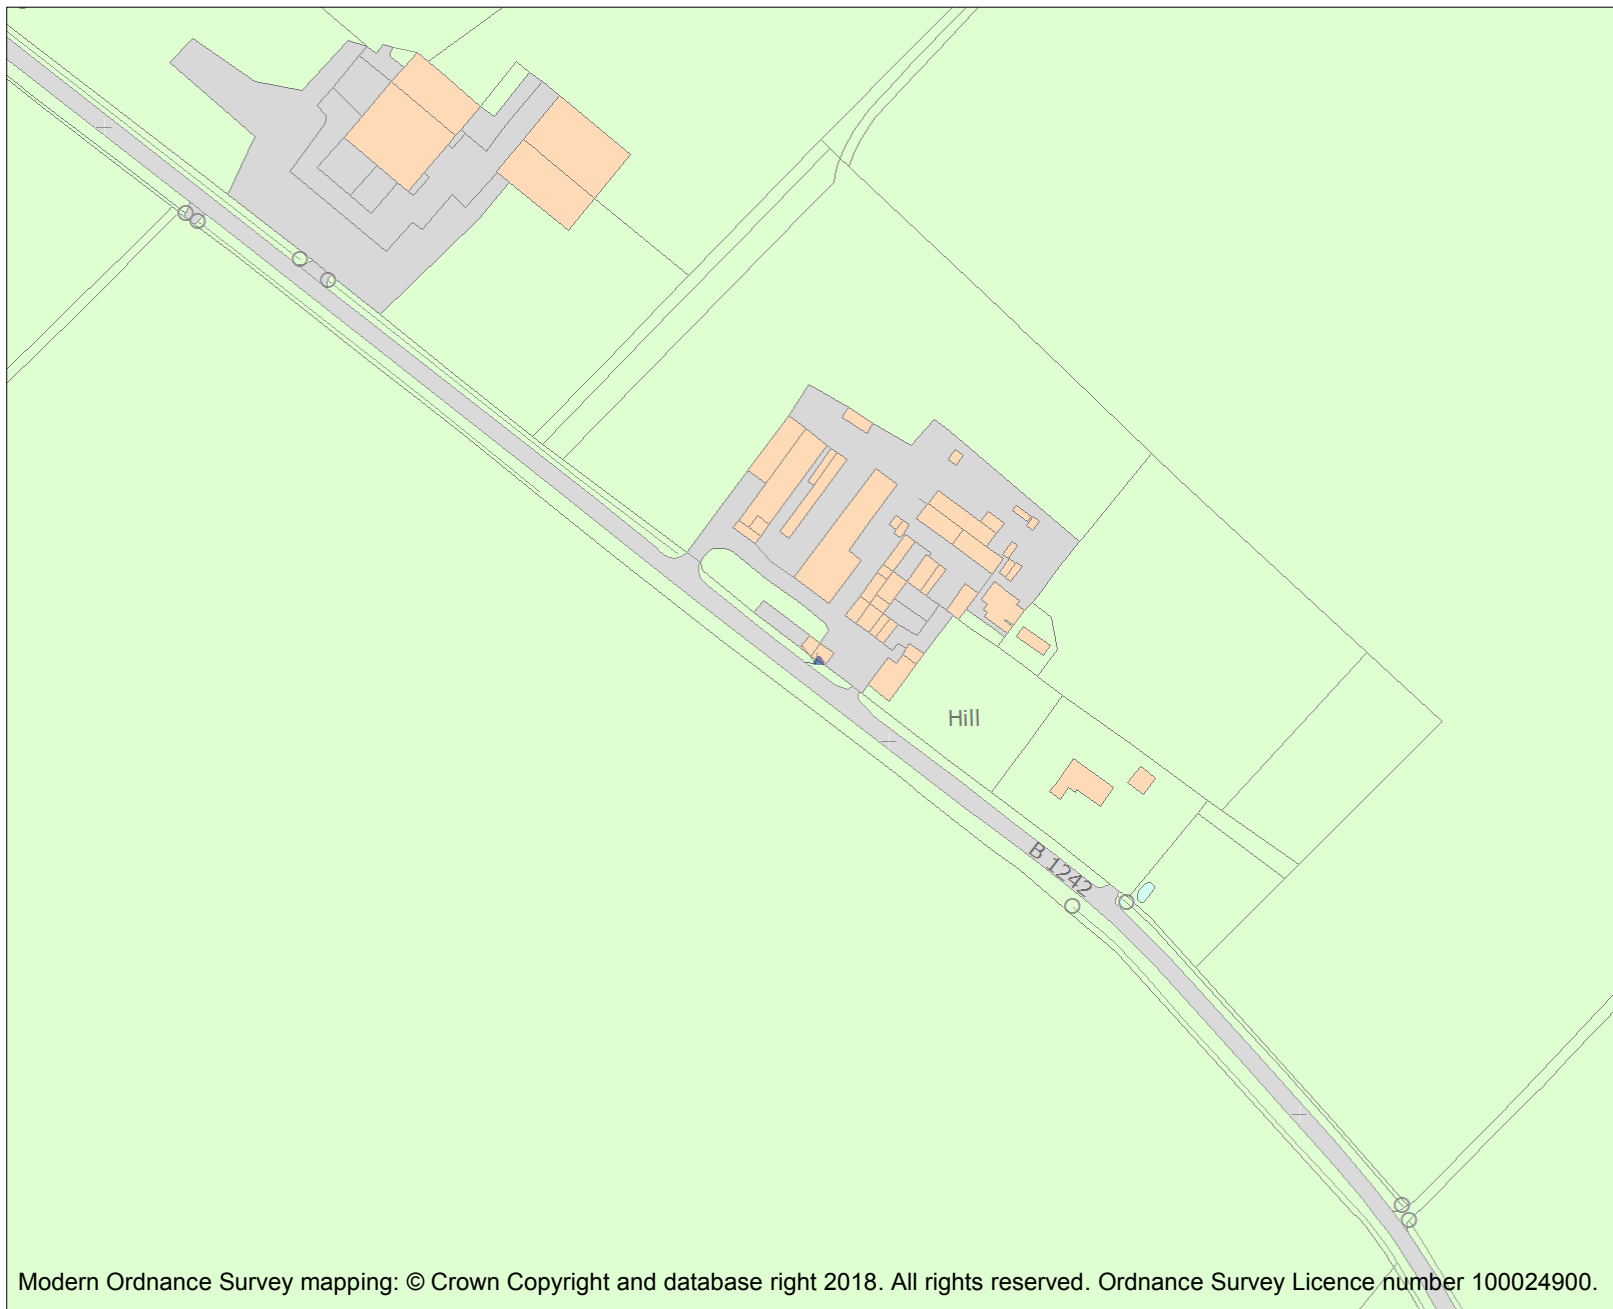 Hill
B 1242
Modern Ordnance Survey mapping: © Crown Copyright and database right 2018. All rights reserved. Ordnance Survey Licence number 100024900.